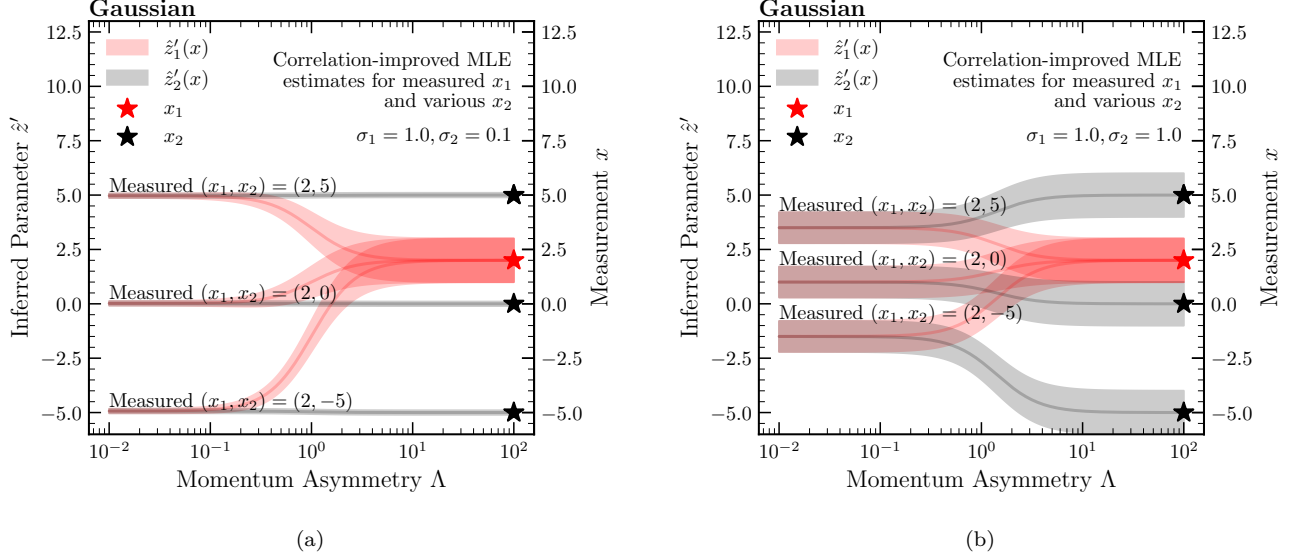 Gaussian
12.5
10.0
7.5
5.0
2.5
0.0
−2.5
−5.0
Inferred Parameter ẑ′
ẑ′₁(x)
ẑ′₂(x)
x₁
x₂
Correlation-improved MLE
estimates for measured x₁
and various x₂
σ₁ = 1.0, σ₂ = 0.1
Measured (x₁, x₂) = (2, 5)
Measured (x₁, x₂) = (2, 0)
Measured (x₁, x₂) = (2, −5)
12.5
10.0
7.5
5.0
2.5
0.0
−2.5
−5.0
Measurement x
10⁻² 10⁻¹ 10⁰ 10¹ 10²
Momentum Asymmetry Λ
(a)
Gaussian
12.5
10.0
7.5
5.0
2.5
0.0
−2.5
−5.0
Inferred Parameter ẑ′
ẑ′₁(x)
ẑ′₂(x)
x₁
x₂
Correlation-improved MLE
estimates for measured x₁
and various x₂
σ₁ = 1.0, σ₂ = 1.0
Measured (x₁, x₂) = (2, 5)
Measured (x₁, x₂) = (2, 0)
Measured (x₁, x₂) = (2, −5)
12.5
10.0
7.5
5.0
2.5
0.0
−2.5
−5.0
Measurement x
10⁻² 10⁻¹ 10⁰ 10¹ 10²
Momentum Asymmetry Λ
(b)